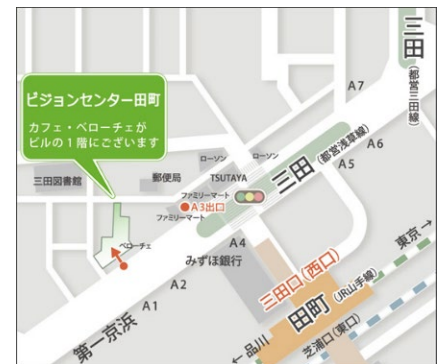 三田
(都営三田線)
A7
ビジョンセンター田町
カフェ・ベローチェが
ビルの1階にございます
A6
ローソン
ローソン
三田
(都営浅草線)
A5
三田図書館
郵便局
TSUTAYA
ファミリーマート
A3出口
ファミリーマート
ベローチェ
A4
みずほ銀行
三田口(西口)
東京→
A2
A1
田町
(JR山手線)
第一京浜
←品川
芝浦口(東口)